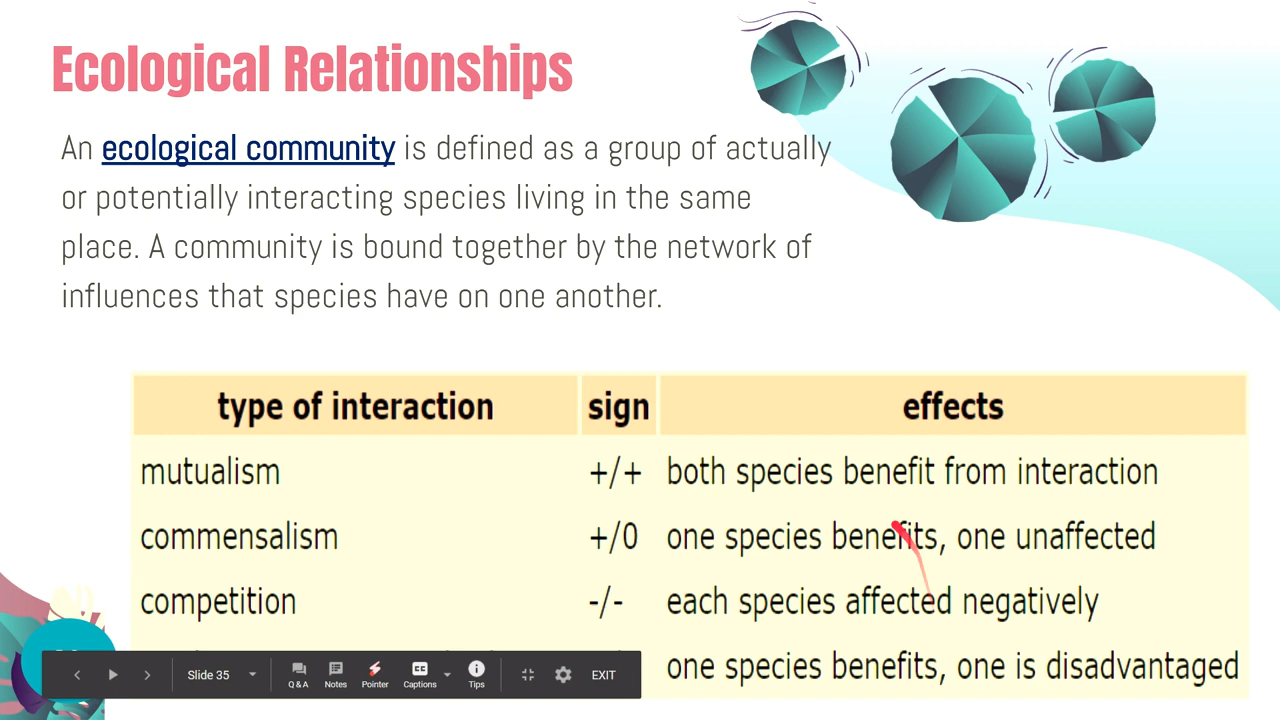 Ecological Relationships
An ecological community is defined as a group of actually
or potentially interacting species living in the same
place. A community is bound together by the network of
influences that species have on one another.
type of interaction sign effects
mutualism +/+ both species benefit from interaction
commensalism +/0 one species benefits, one unaffected
competition -/- each species affected negatively
one species benefits, one is disadvantaged
Slide 35 Q & A Notes Pointer CC Captions Tips EXIT